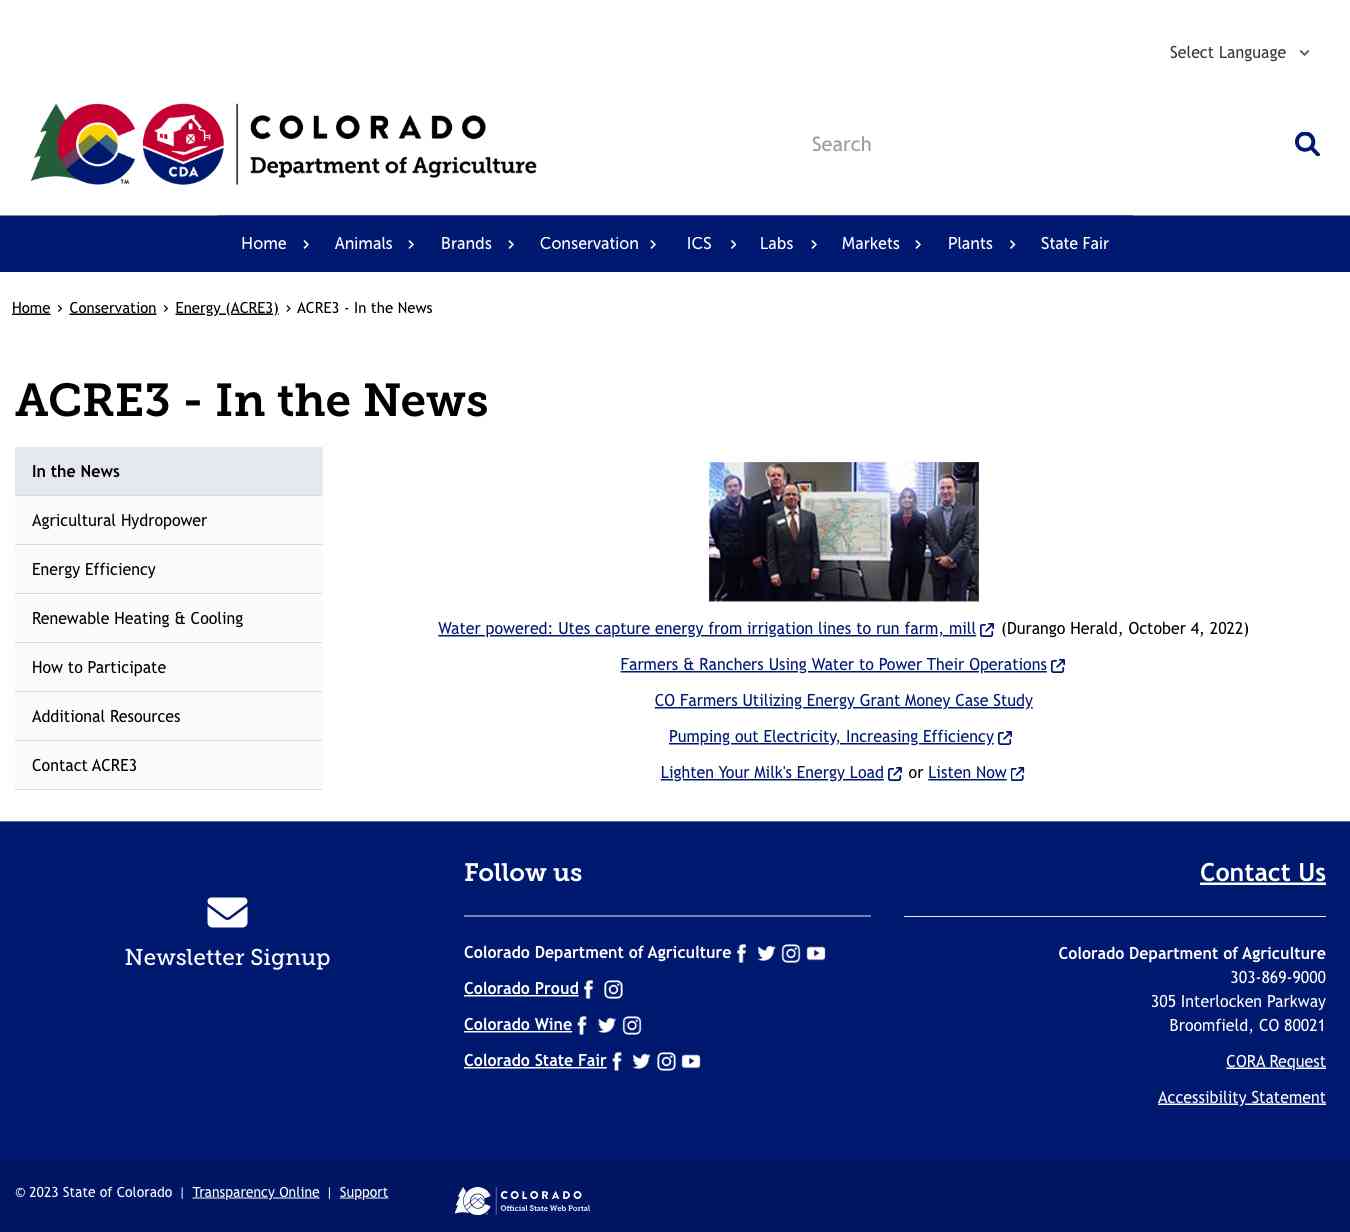 Select Language
COLORADO
Department of Agriculture
CDA
TM
Search
Home Animals Brands Conservation ICS Labs Markets Plants State Fair
Home › Conservation › Energy (ACRE3) › ACRE3 - In the News
ACRE3 - In the News
In the News
Agricultural Hydropower
Energy Efficiency
Renewable Heating & Cooling
How to Participate
Additional Resources
Contact ACRE3
Water powered: Utes capture energy from irrigation lines to run farm, mill (Durango Herald, October 4, 2022)
Farmers & Ranchers Using Water to Power Their Operations
CO Farmers Utilizing Energy Grant Money Case Study
Pumping out Electricity, Increasing Efficiency
Lighten Your Milk's Energy Load or Listen Now
Newsletter Signup
Follow us
Colorado Department of Agriculture
Colorado Proud
Colorado Wine
Colorado State Fair
Contact Us
Colorado Department of Agriculture
303-869-9000
305 Interlocken Parkway
Broomfield, CO 80021
CORA Request
Accessibility Statement
© 2023 State of Colorado | Transparency Online | Support
COLORADO
Official State Web Portal